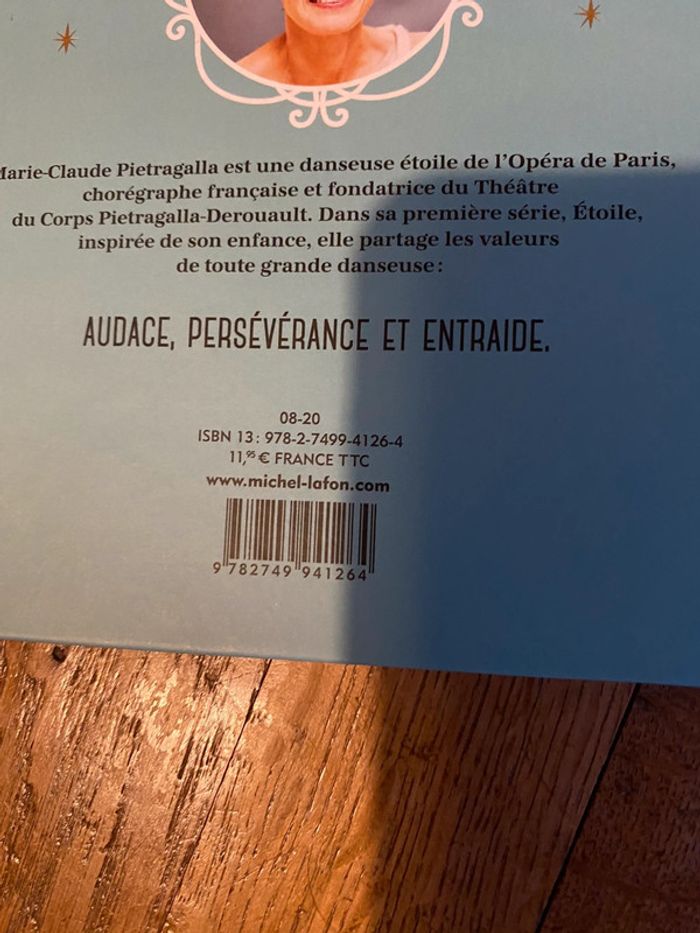 Marie-Claude Pietragalla est une danseuse étoile de l'Opéra de Paris,
chorégraphe française et fondatrice du Théâtre
du Corps Pietragalla-Derouault. Dans sa première série, Étoile,
inspirée de son enfance, elle partage les valeurs
de toute grande danseuse :
AUDACE, PERSÉVÉRANCE ET ENTRAIDE.
08-20
ISBN 13 : 978-2-7499-4126-4
11,95 € FRANCE TTC
www.michel-lafon.com
9 782749 941264